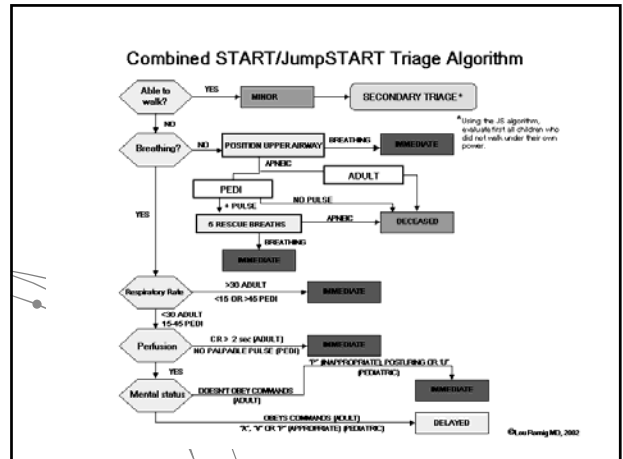 Combined START/JumpSTART Triage Algorithm
Able to
walk?
YES
MINOR
SECONDARY TRIAGE*
*Using the JS algorithm,
evaluate first all children who
did not walk under their own
power.
NO
Breathing?
NO
POSITION UPPER AIRWAY
BREATHING
IMMEDIATE
APNEIC
PEDI
ADULT
+ PULSE
NO PULSE
YES
5 RESCUE BREATHS
APNEIC
DECEASED
BREATHING
IMMEDIATE
Respiratory Rate
>30 ADULT
<15 OR >45 PEDI
IMMEDIATE
<30 ADULT
15-45 PEDI
Perfusion
CR > 2 sec (ADULT)
NO PALPABLE PULSE (PEDI)
IMMEDIATE
YES
"P" (INAPPROPRIATE), POSTURING OR "U"
(PEDIATRIC)
Mental status
DOESN'T OBEY COMMANDS
(ADULT)
IMMEDIATE
OBEYS COMMANDS (ADULT)
"A", "V" OR "P" (APPROPRIATE) (PEDIATRIC)
DELAYED
©Lou Romig MD, 2002